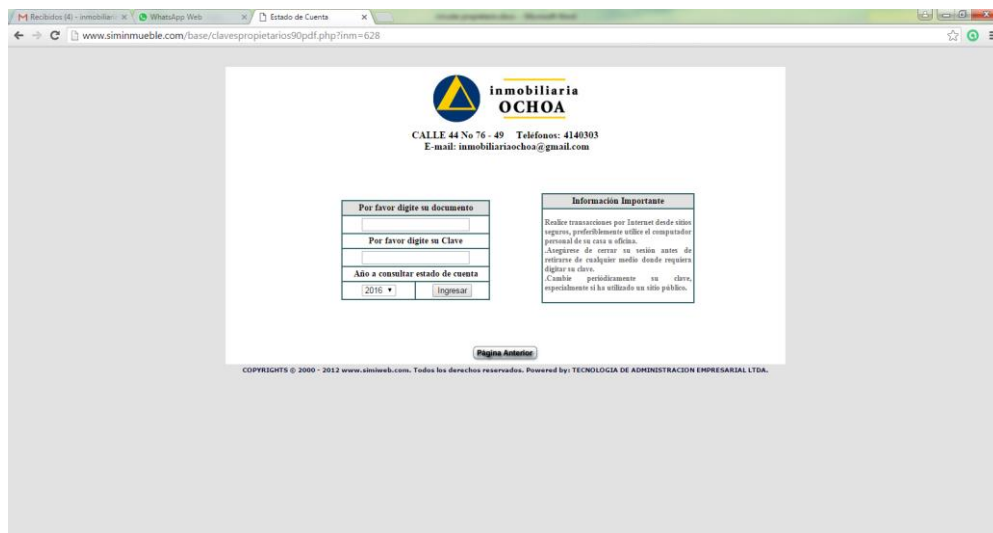 Recibidos (4) - inmobiliari
WhatsApp Web
Estado de Cuenta
www.siminmueble.com/base/clavespropietarios90pdf.php?inm=628
inmobiliaria
OCHOA
CALLE 44 No 76 - 49 Teléfonos: 4140303
E-mail: inmobiliariaochoa@gmail.com
Por favor digite su documento
Por favor digite su Clave
Año a consultar estado de cuenta
2016
Ingresar
Información Importante
Realice transacciones por Internet desde sitios
seguros, preferiblemente utilice el computador
personal de su casa u oficina.
.Asegúrese de cerrar su sesión antes de
retirarse de cualquier medio donde requiera
digitar su clave.
.Cambie periódicamente su clave,
especialmente si ha utilizado un sitio público.
Página Anterior
COPYRIGHTS © 2000 - 2012 www.simiweb.com. Todos los derechos reservados. Powered by: TECNOLOGIA DE ADMINISTRACION EMPRESARIAL LTDA.